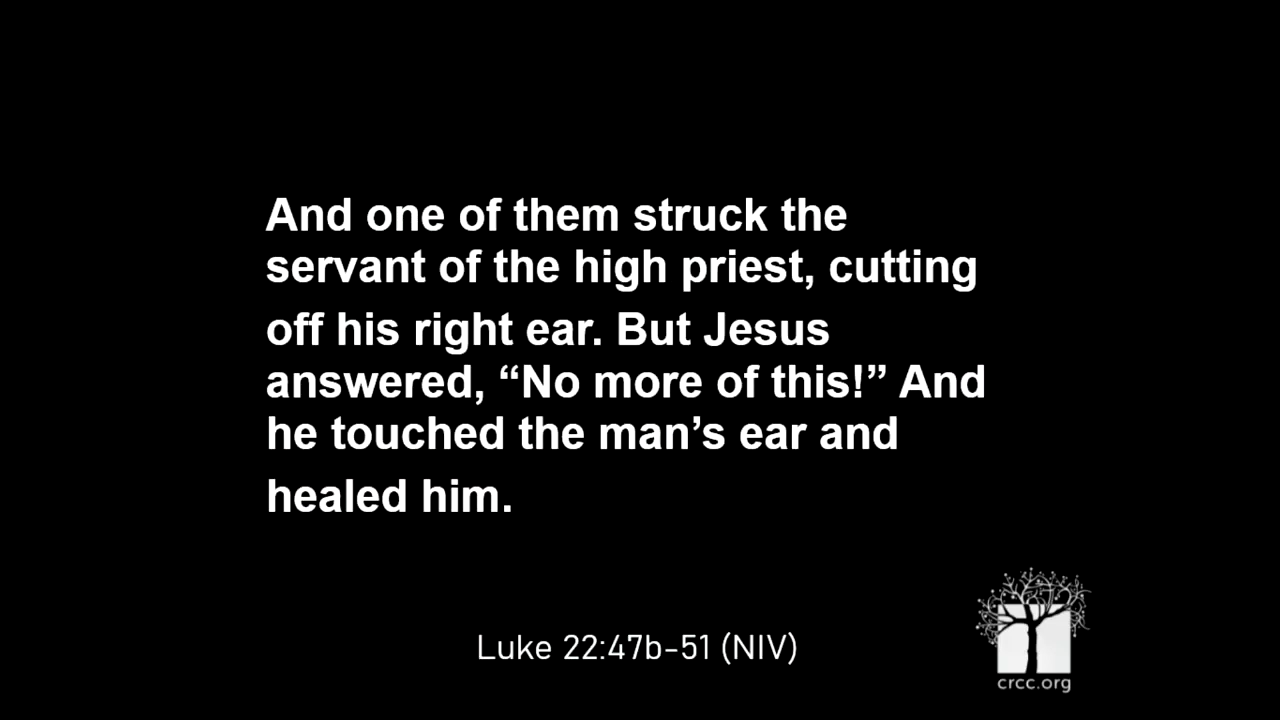 And one of them struck the
servant of the high priest, cutting
off his right ear. But Jesus
answered, “No more of this!” And
he touched the man’s ear and
healed him.
Luke 22:47b-51 (NIV)
crcc.org